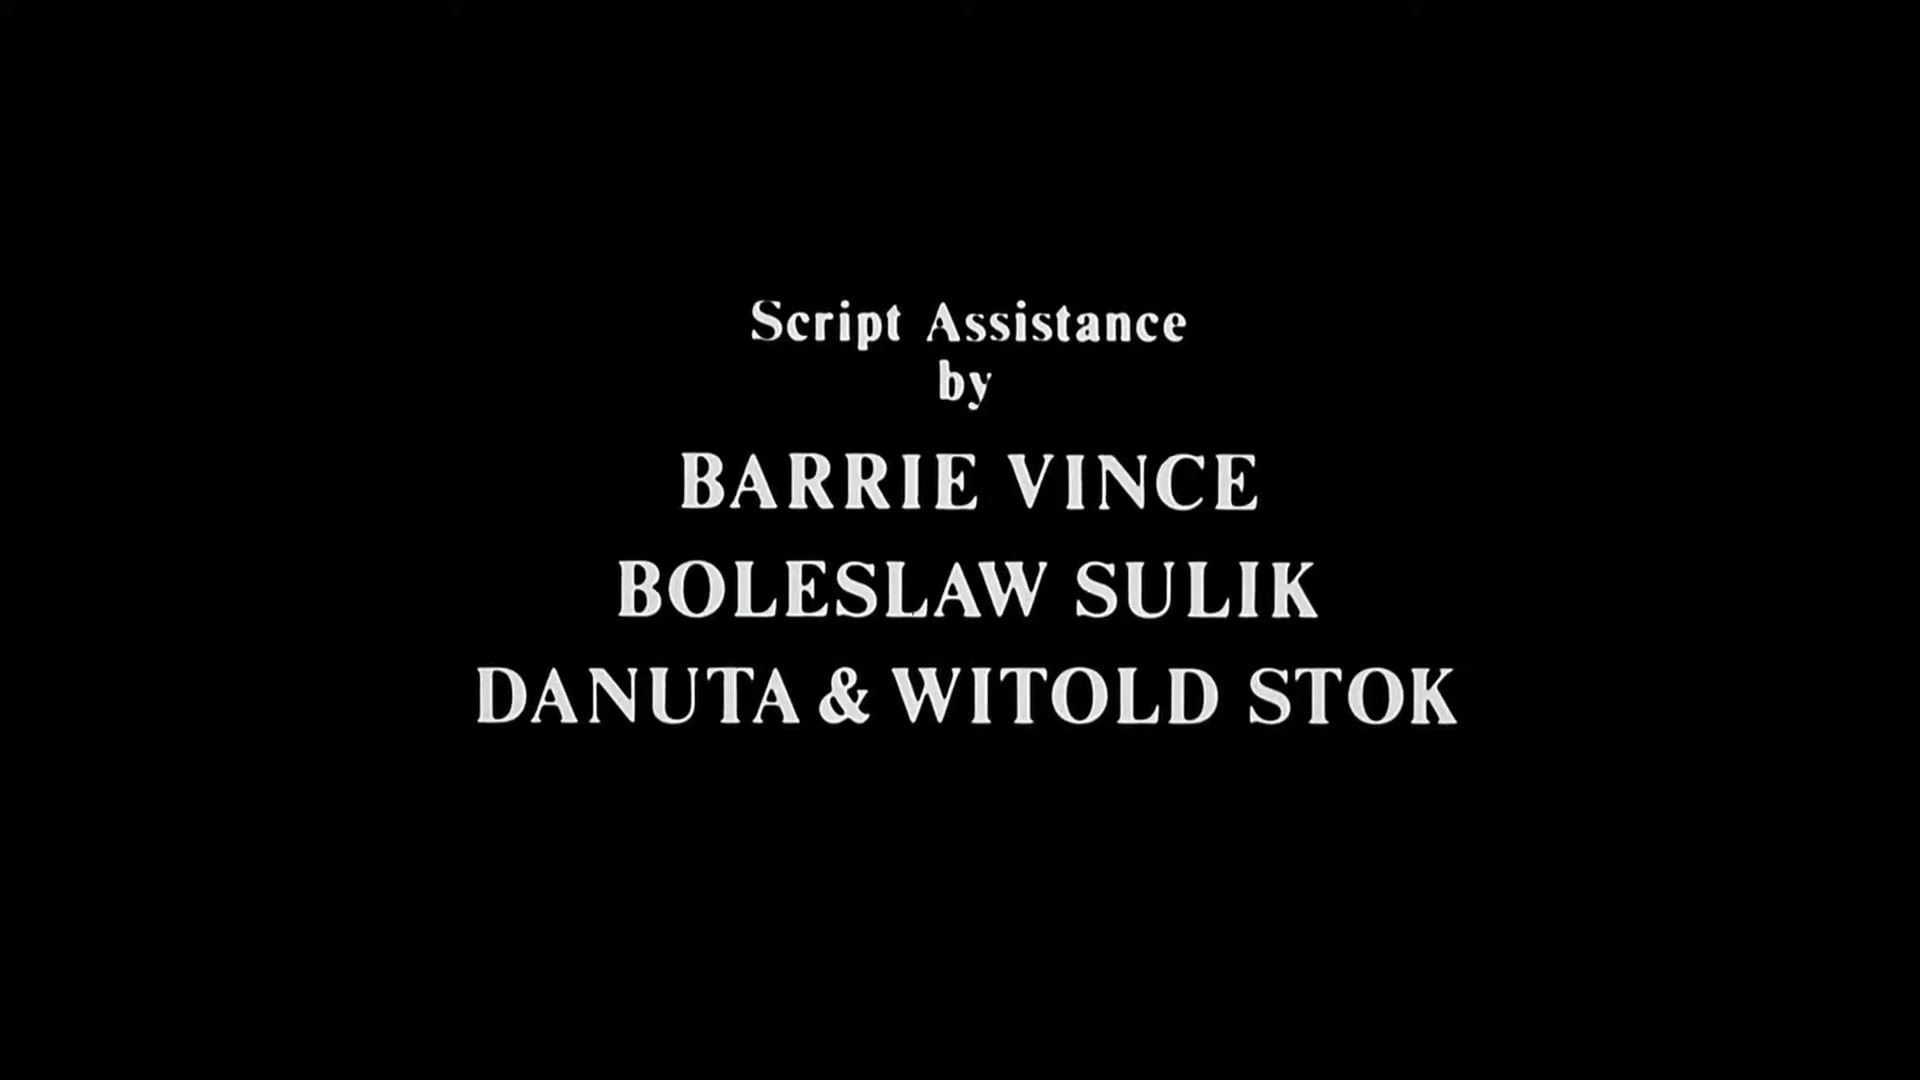 Script Assistance
by
BARRIE VINCE
BOLESLAW SULIK
DANUTA & WITOLD STOK